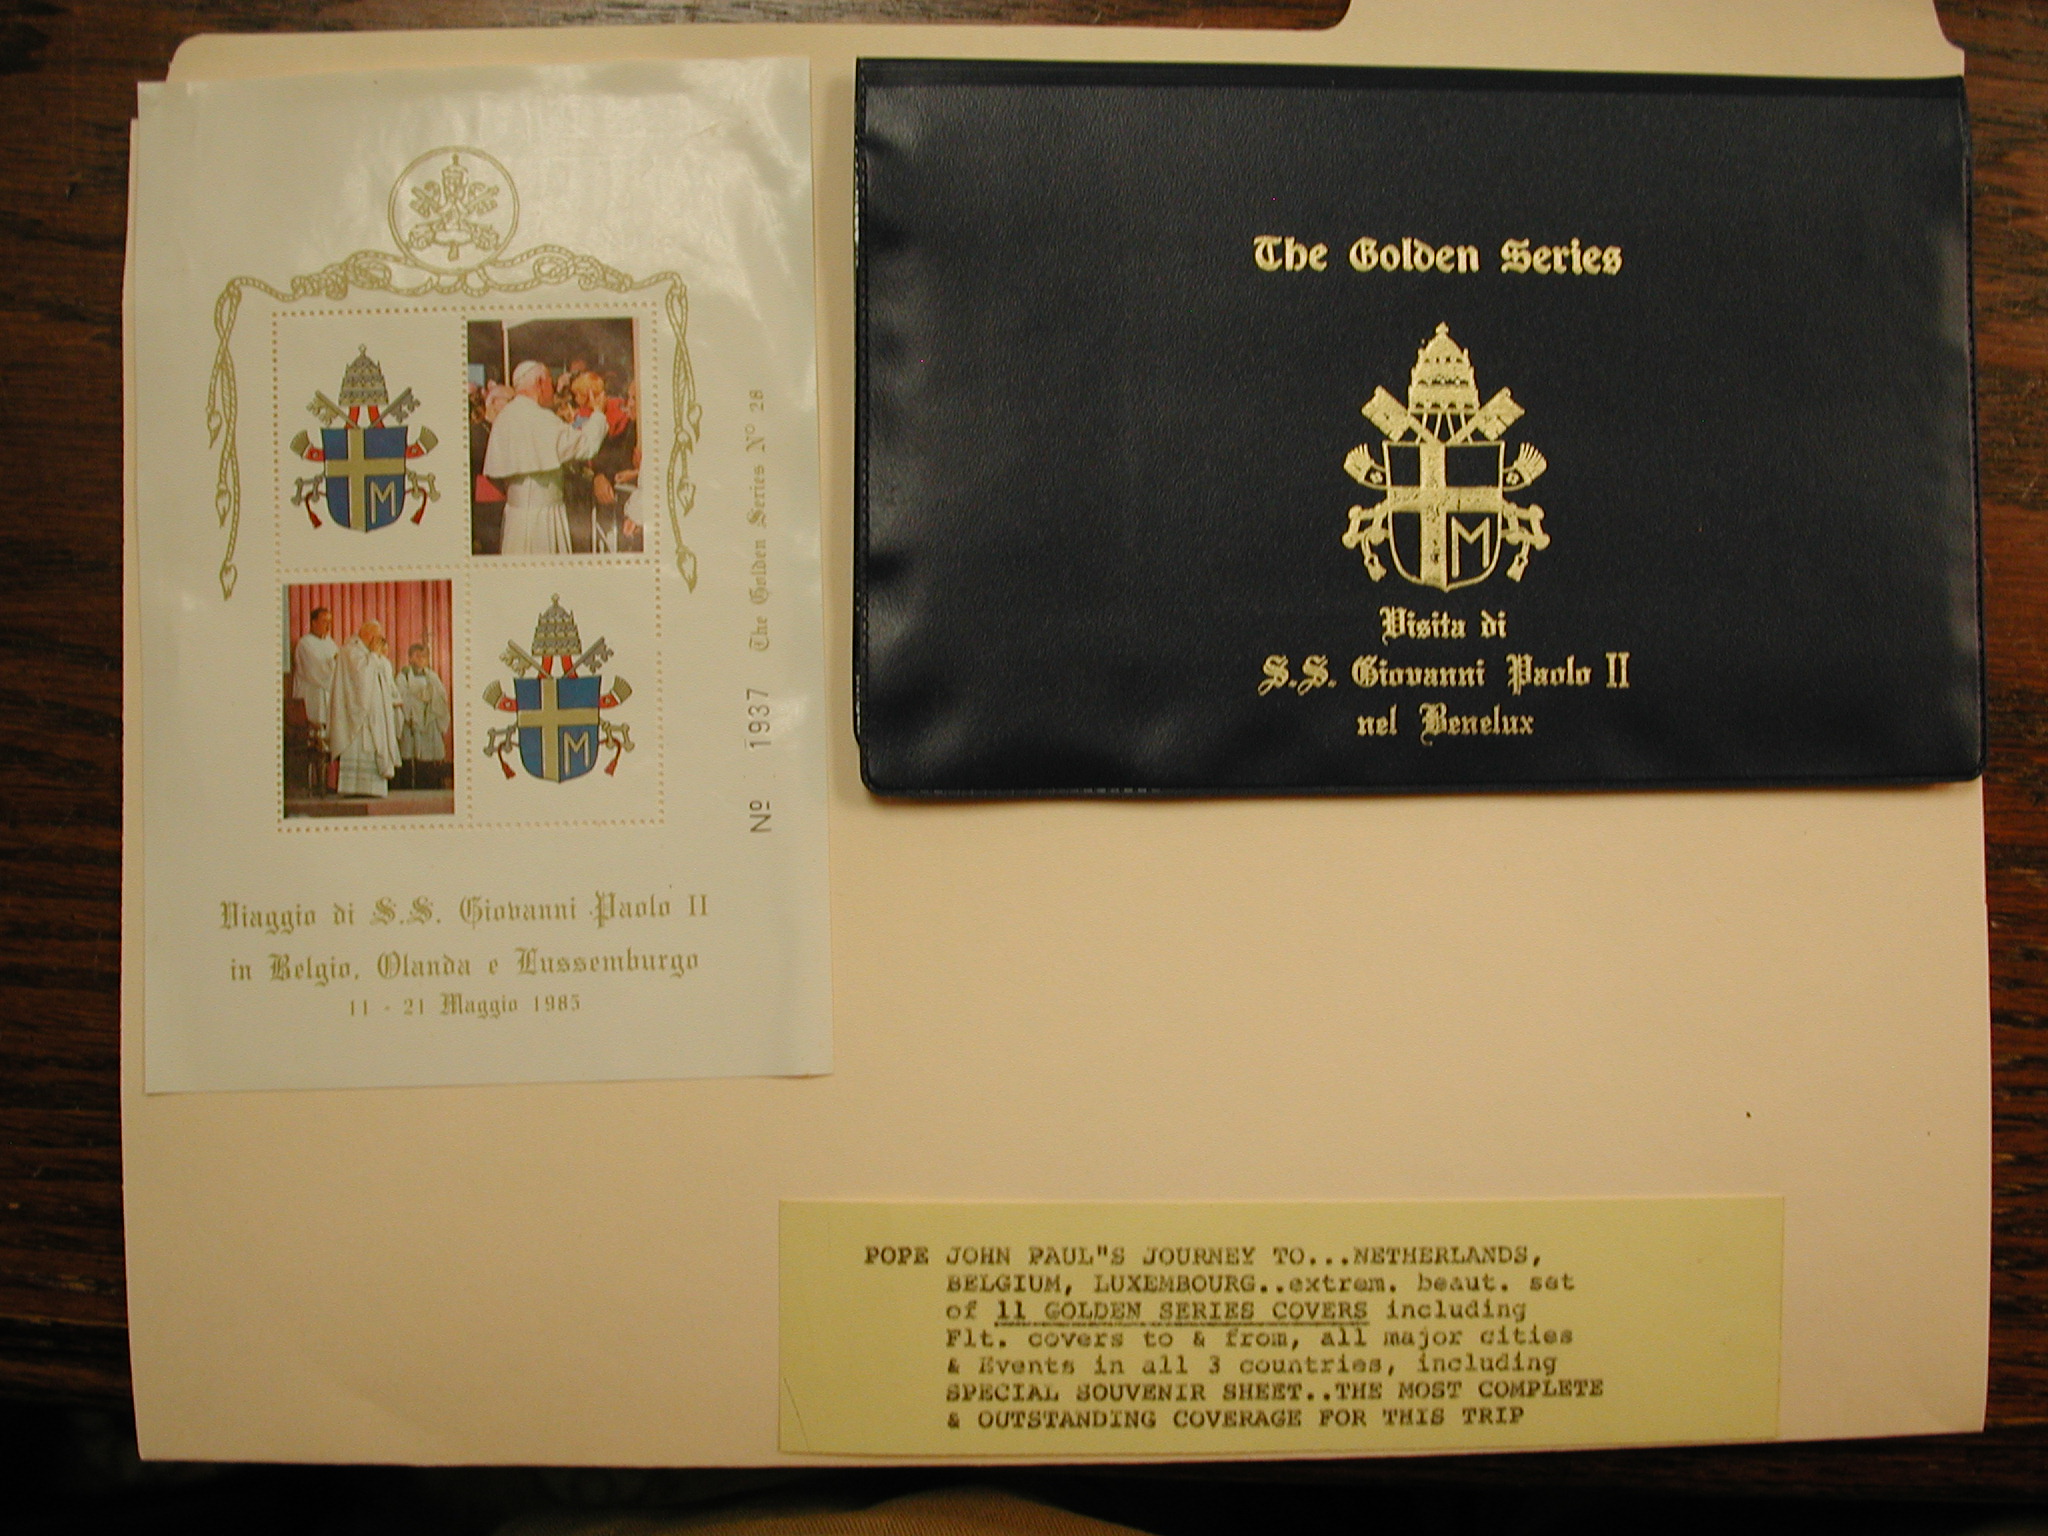 The Golden Series Nº 28
Nº 1937
Viaggio di S.S. Giovanni Paolo II
in Belgio, Olanda e Lussemburgo
11 - 21 Maggio 1985
The Golden Series
M
Visita di
S.S. Giovanni Paolo II
nel Benelux
M
M
POPE JOHN PAUL"S JOURNEY TO...NETHERLANDS,
BELGIUM, LUXEMBOURG..extrem. beaut. set
of 11 GOLDEN SERIES COVERS including
Flt. covers to & from, all major cities
& Events in all 3 countries, including
SPECIAL SOUVENIR SHEET..THE MOST COMPLETE
& OUTSTANDING COVERAGE FOR THIS TRIP